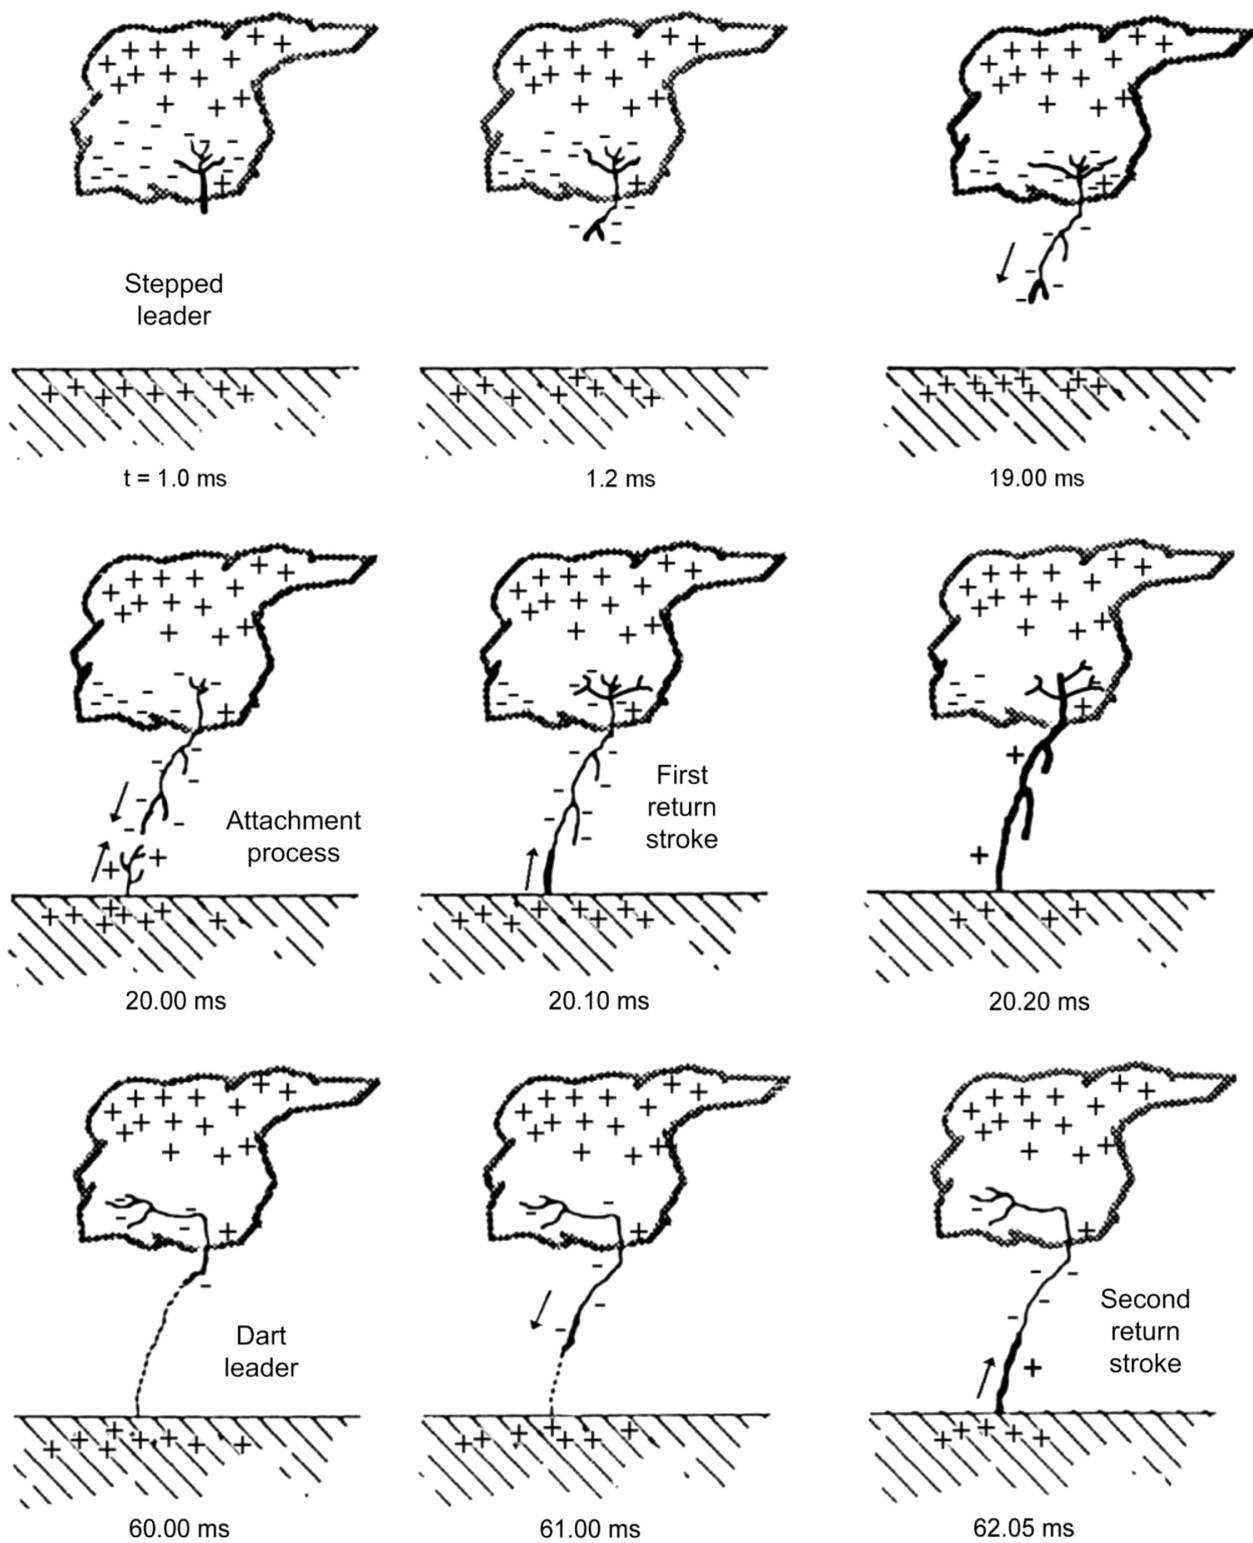 Stepped
leader
t = 1.0 ms
1.2 ms
19.00 ms
Attachment
process
First
return
stroke
20.00 ms
20.10 ms
20.20 ms
Dart
leader
Second
return
stroke
60.00 ms
61.00 ms
62.05 ms